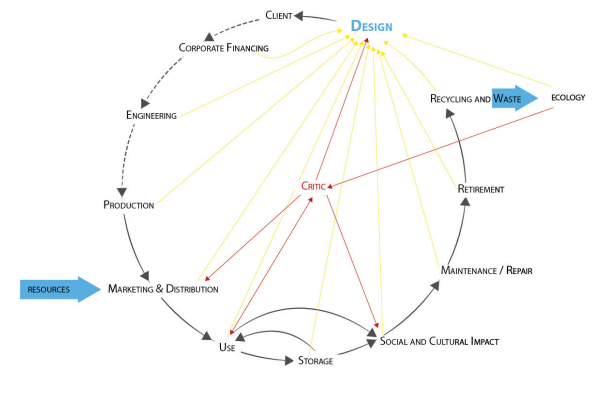 Client
Design
Corporate Financing
Recycling and Waste
ecology
Engineering
Critic
Retirement
Production
Maintenance / Repair
resources
Marketing & Distribution
Use
Social and Cultural Impact
Storage